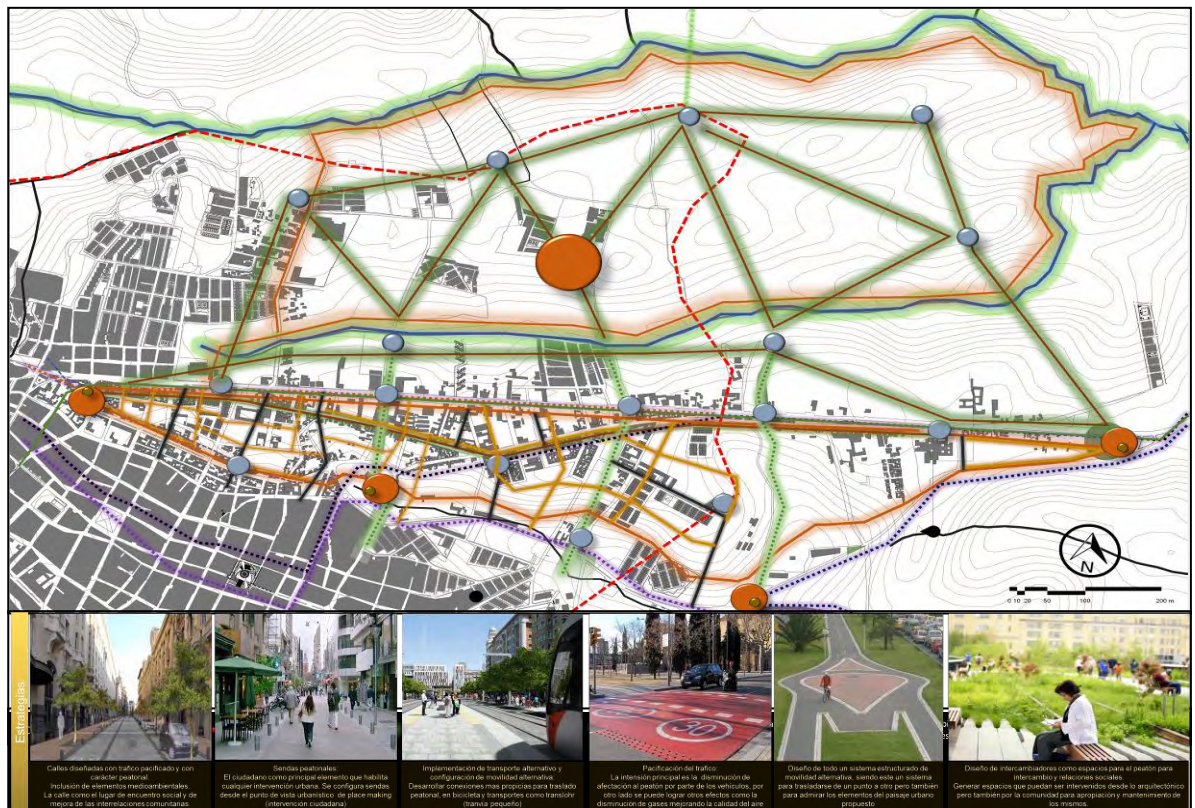 N
0 10 20 50 100 200 m
Estrategias
Calles diseñadas con trafico pacificado y con
carácter peatonal.
Inclusión de elementos medioambientales.
La calle como el lugar de encuentro social y de
mejora de las interrelaciones comunitarias.
Sendas peatonales:
El ciudadano como principal elemento que habilita
cualquier intervención urbana. Se configura sendas
desde el punto de vista urbanístico de place making
(intervención ciudadana)
Implementación de transporte alternativo y
configuración de movilidad alternativa:
Desarrollar conexiones mas propicias para traslado
peatonal, en bicicleta y transportes como translohr
(tranvía pequeño)
30
Pacificación del trafico
La intensión principal es la disminución de
afectación al peatón por parte de los vehículos, por
otro lado se puede lograr otros efectos como la
disminución de gases mejorando la calidad del aire
Diseño de todo un sistema estructurado de
movilidad alternativa, siendo este un sistema
para trasladarse de un punto a otro pero también
para admirar los elementos del paisaje urbano
propuesto
Diseño de intercambiadores como espacios para el peatón para
intercambio y relaciones sociales.
Generar espacios que puedan ser intervenidos desde lo arquitectónico
pero también por la comunidad para apropiación y mantenimiento de
los mismos.